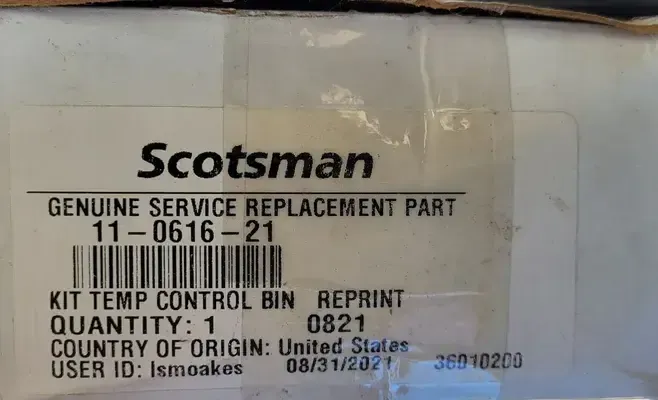 Scotsman
GENUINE SERVICE REPLACEMENT PART
11-0616-21
KIT TEMP CONTROL BIN REPRINT
QUANTITY: 1 0821
COUNTRY OF ORIGIN: United States
USER ID: lsmoakes 08/31/2021 36010200